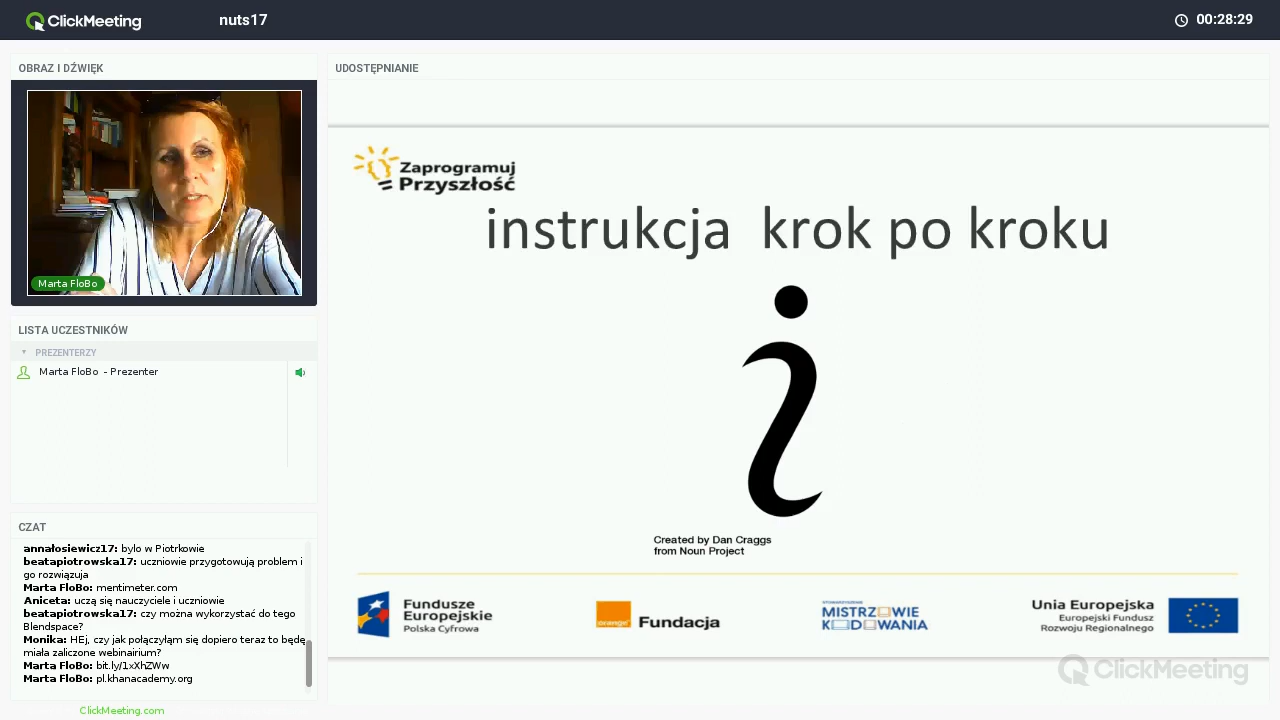 ClickMeeting
nuts17
00:28:29
OBRAZ I DŹWIĘK
Marta FloBo
LISTA UCZESTNIKÓW
PREZENTERZY
Marta FloBo - Prezenter
CZAT
annałosiewicz17: bylo w Piotrkowie
beatapiotrowska17: uczniowie przygotowują problem i
go rozwiązuja
Marta FloBo: mentimeter.com
Aniceta: uczą się nauczyciele i uczniowie
beatapiotrowska17: czy można wykorzystać do tego
Blendspace?
Monika: HEj, czy jak połączyłąm się dopiero teraz to będę
miała zaliczone webinairium?
Marta FloBo: bit.ly/1xXhZWw
Marta FloBo: pl.khanacademy.org
ClickMeeting.com
UDOSTĘPNIANIE
Zaprogramuj
Przyszłość
instrukcja krok po kroku
i
Created by Dan Craggs
from Noun Project
Fundusze
Europejskie
Polska Cyfrowa
orange
Fundacja
STOWARZYSZENIE
MISTRZOWIE
KODOWANIA
Unia Europejska
Europejski Fundusz
Rozwoju Regionalnego
ClickMeeting